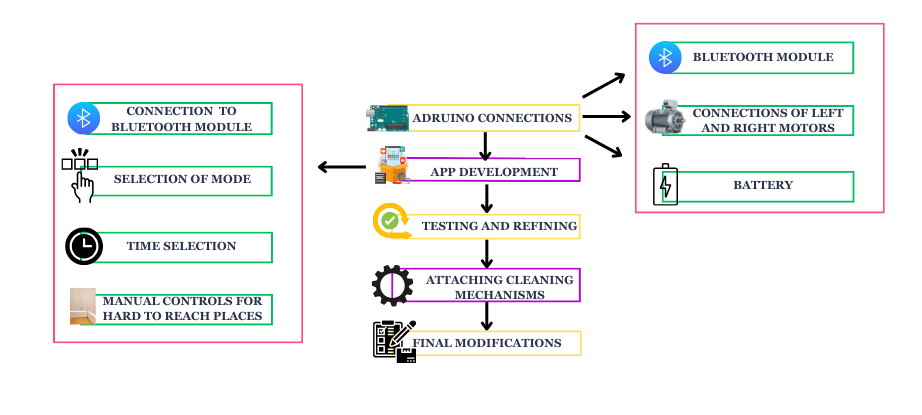 BLUETOOTH MODULE
CONNECTION TO
BLUETOOTH MODULE
ADRUINO CONNECTIONS
CONNECTIONS OF LEFT
AND RIGHT MOTORS
SELECTION OF MODE
APP DEVELOPMENT
BATTERY
TESTING AND REFINING
TIME SELECTION
ATTACHING CLEANING
MECHANISMS
MANUAL CONTROLS FOR
HARD TO REACH PLACES
FINAL MODIFICATIONS